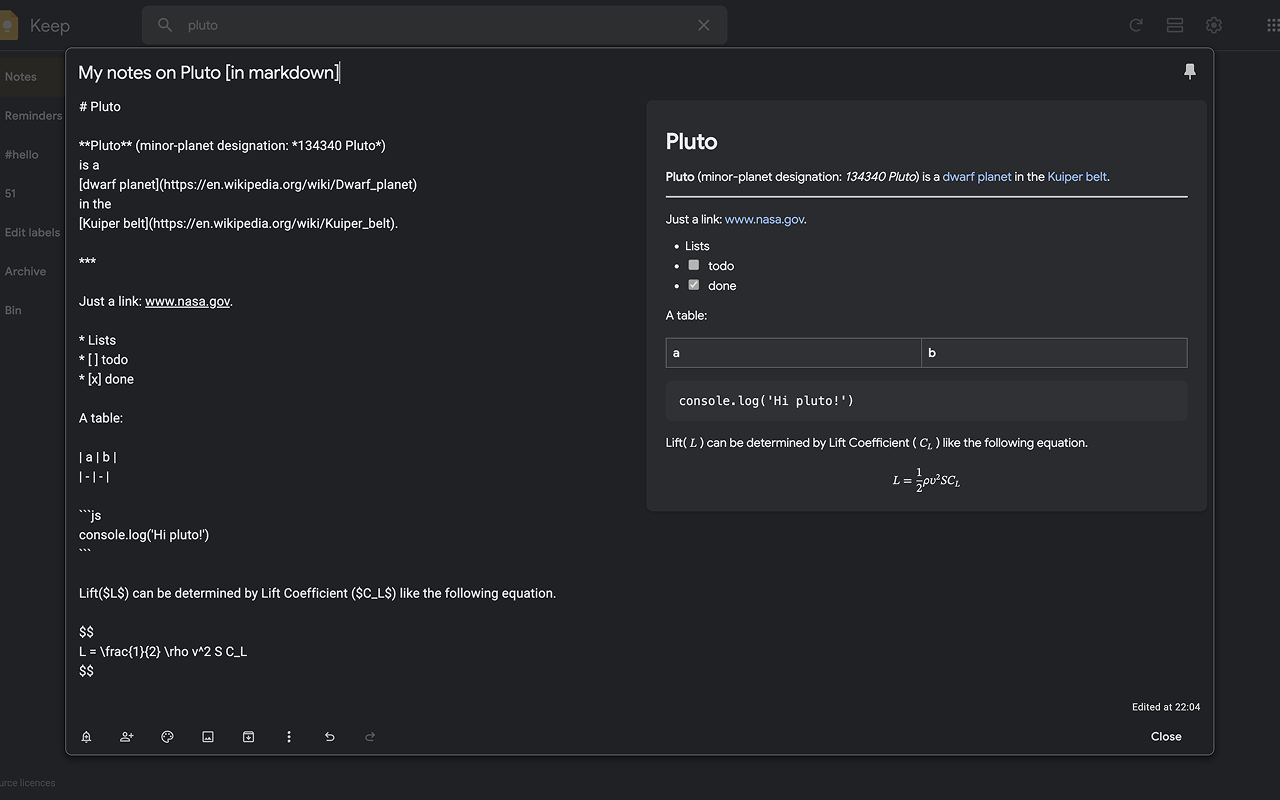 Keep
pluto
Notes
Reminders
#hello
51
Edit labels
Archive
Bin
My notes on Pluto [in markdown]
# Pluto
**Pluto** (minor-planet designation: *134340 Pluto*)
is a
[dwarf planet](https://en.wikipedia.org/wiki/Dwarf_planet)
in the
[Kuiper belt](https://en.wikipedia.org/wiki/Kuiper_belt).
***
Just a link: www.nasa.gov.
* Lists
* [ ] todo
* [x] done
A table:
| a | b |
| - | - |
```js
console.log('Hi pluto!')
```
Lift($L$) can be determined by Lift Coefficient ($C_L$) like the following equation.
$$
L = \frac{1}{2} \rho v^2 S C_L
$$
Pluto
Pluto (minor-planet designation: 134340 Pluto) is a dwarf planet in the Kuiper belt.
Just a link: www.nasa.gov.
• Lists
• todo
• done
A table:
a b
console.log('Hi pluto!')
Lift( L ) can be determined by Lift Coefficient ( C_L ) like the following equation.
L = 1/2 ρv²SC_L
Edited at 22:04
Close
urce licences